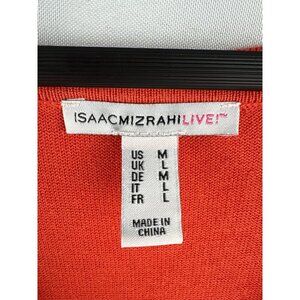 ISAACMIZRAHILIVE!™
US M
UK L
DE M
IT L
FR L
MADE IN
CHINA